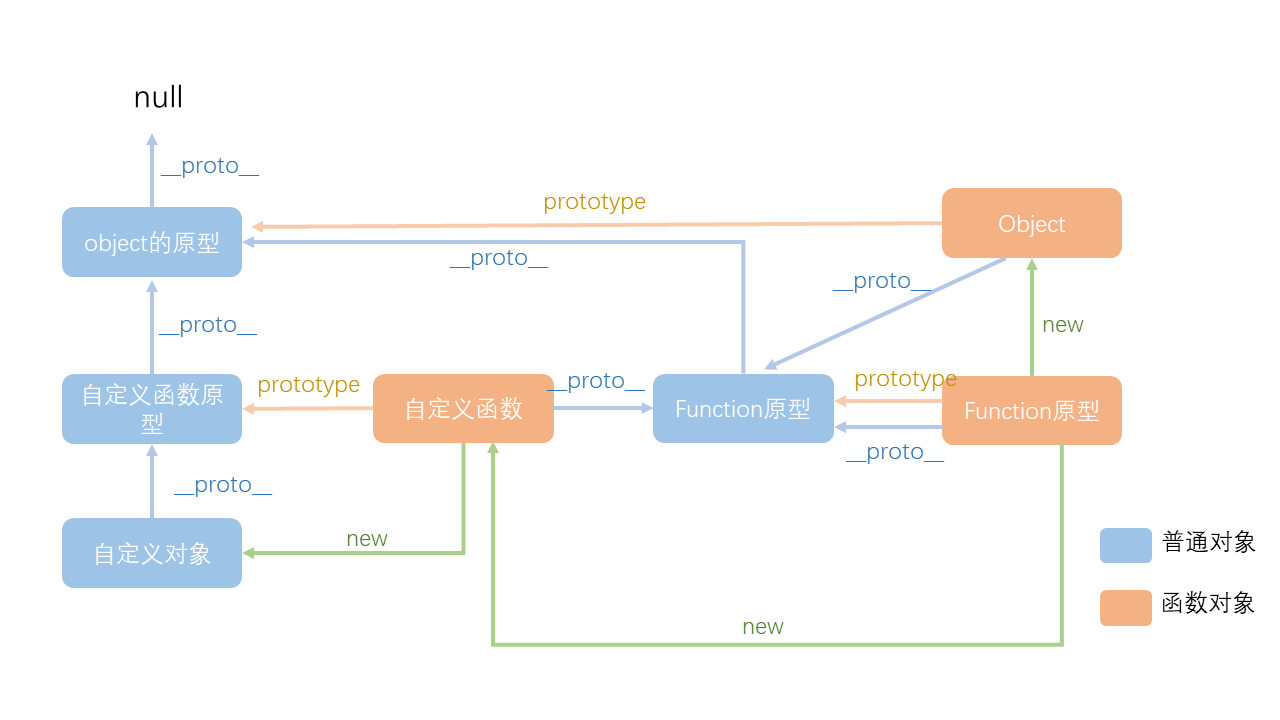 null
__proto__
prototype
object的原型
Object
__proto__
__proto__
__proto__
new
自定义函数原
型
prototype
自定义函数
__proto__
Function原型
prototype
Function原型
__proto__
__proto__
自定义对象
new
普通对象
函数对象
new